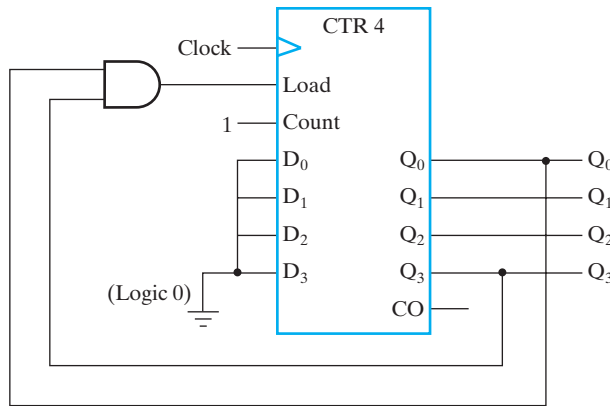 CTR 4
Clock
Load
1 Count
D₀ Q₀ Q₀
D₁ Q₁ Q₁
D₂ Q₂ Q₂
D₃ Q₃ Q₃
(Logic 0)
CO